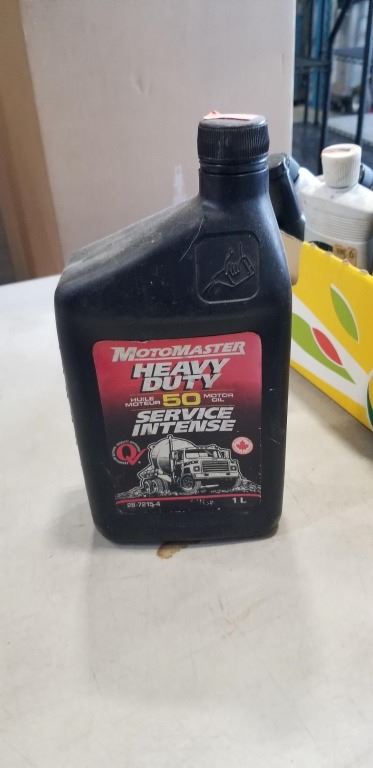 MOTOMASTER
HEAVY
DUTY
HUILE MOTEUR 50 MOTOR OIL
SERVICE
INTENSE
28-7215-4 1 L